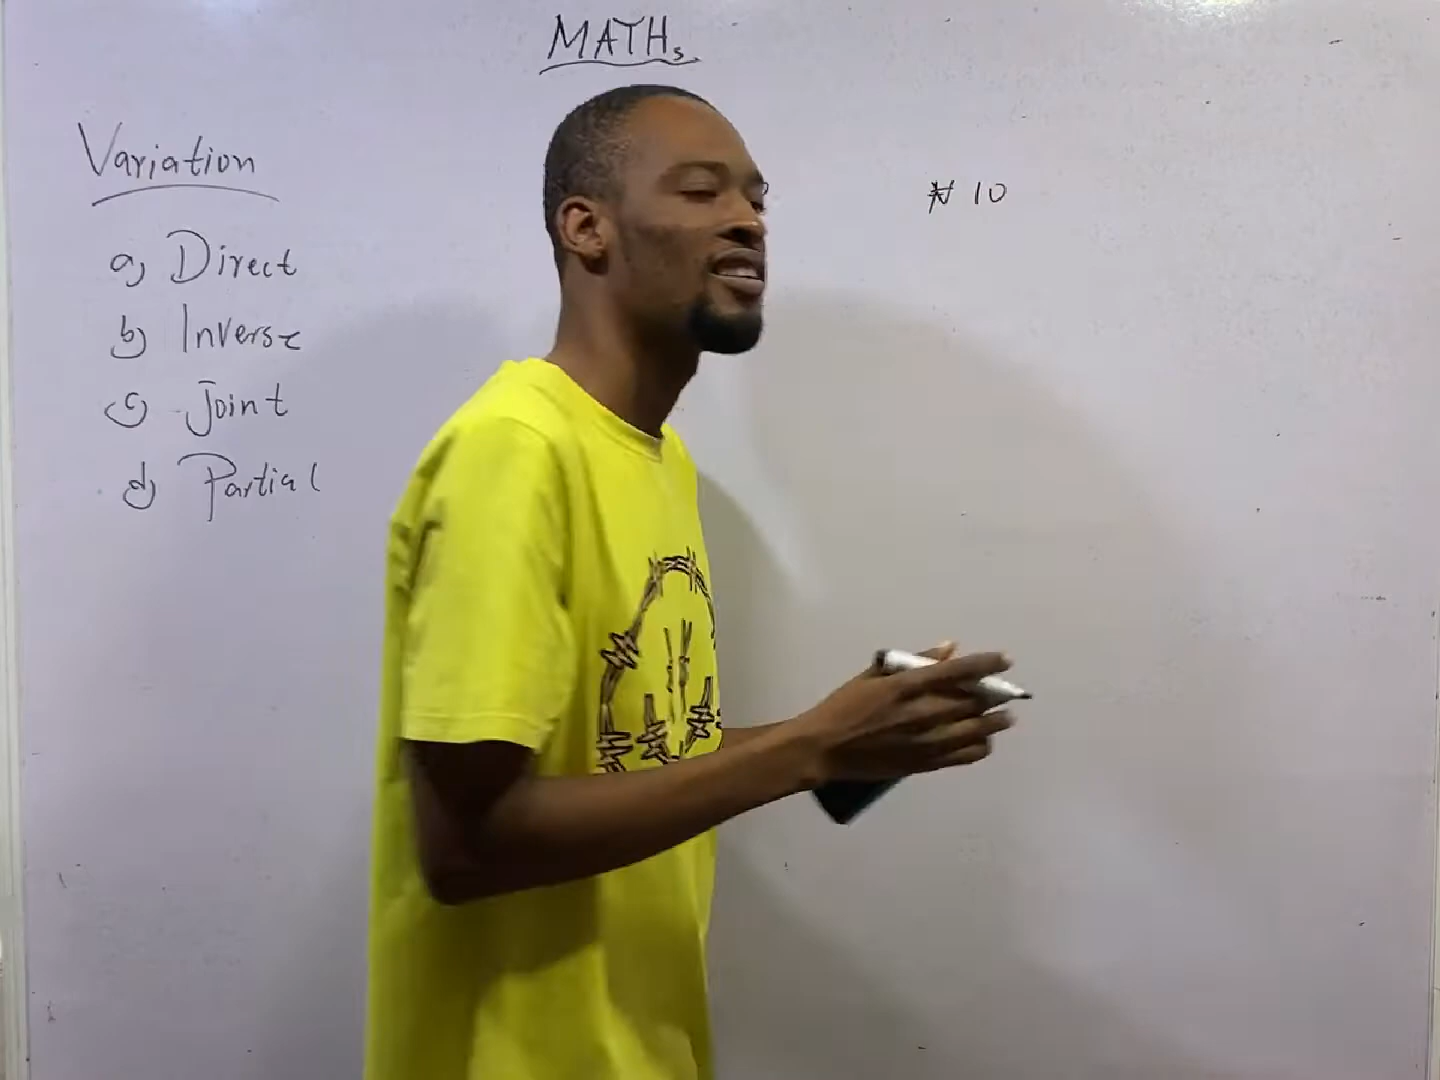 MATHs
Variation
a) Direct
b) Inverse
c) Joint
d) Partial
₦ 10